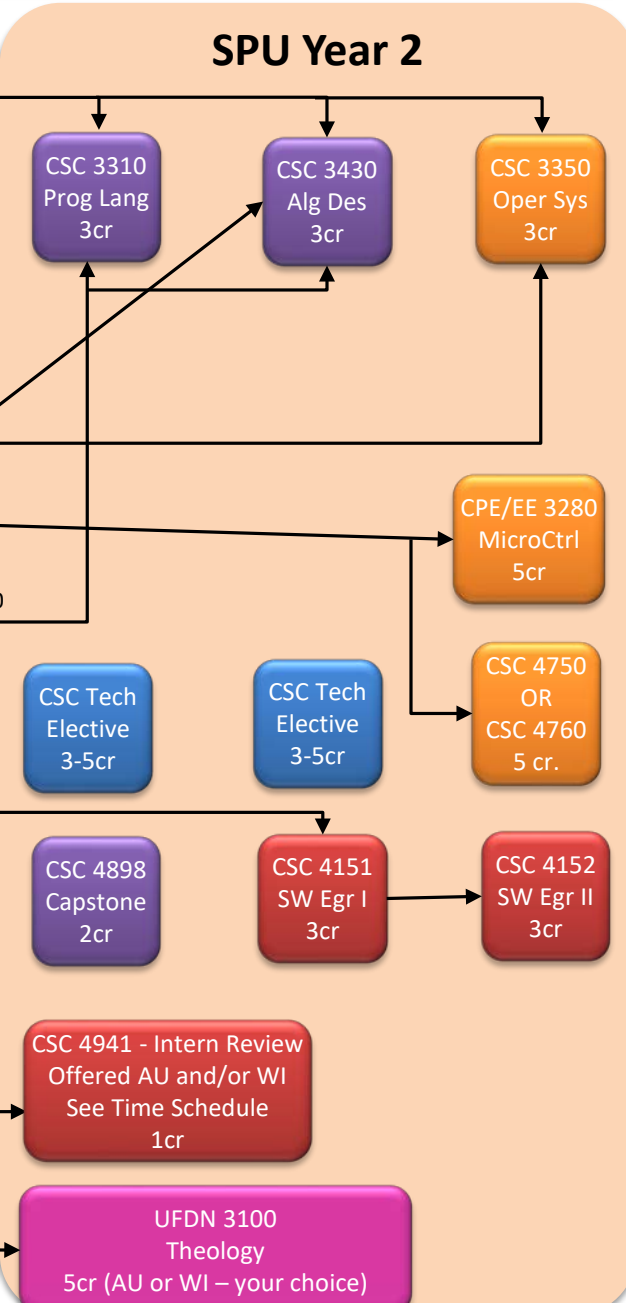 SPU Year 2
CSC 3310
Prog Lang
3cr
CSC 3430
Alg Des
3cr
CSC 3350
Oper Sys
3cr
CPE/EE 3280
MicroCtrl
5cr
0
CSC Tech
Elective
3-5cr
CSC Tech
Elective
3-5cr
CSC 4750
OR
CSC 4760
5 cr.
CSC 4898
Capstone
2cr
CSC 4151
SW Egr I
3cr
CSC 4152
SW Egr II
3cr
CSC 4941 - Intern Review
Offered AU and/or WI
See Time Schedule
1cr
UFDN 3100
Theology
5cr (AU or WI – your choice)